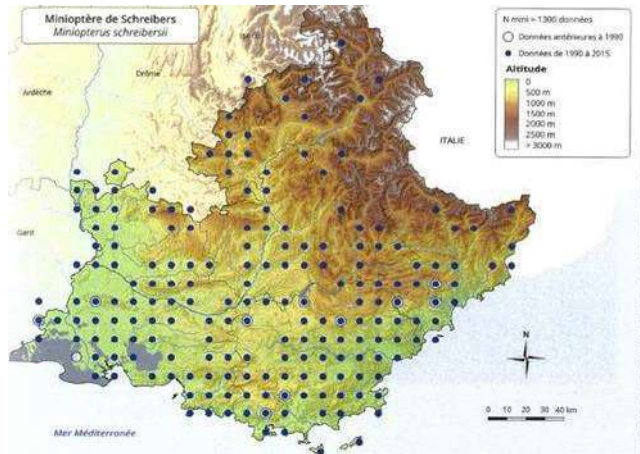 Minioptère de Schreibers
Miniopterus schreibersii
N mini = 1300 données
Données antérieures à 1990
Données de 1990 à 2015
Altitude
0
500 m
1000 m
1500 m
2000 m
2500 m
> 3000 m
Isère
Drôme
Ardèche
ITALIE
Gard
N
0 10 20 30 40 km
Mer Méditerranée